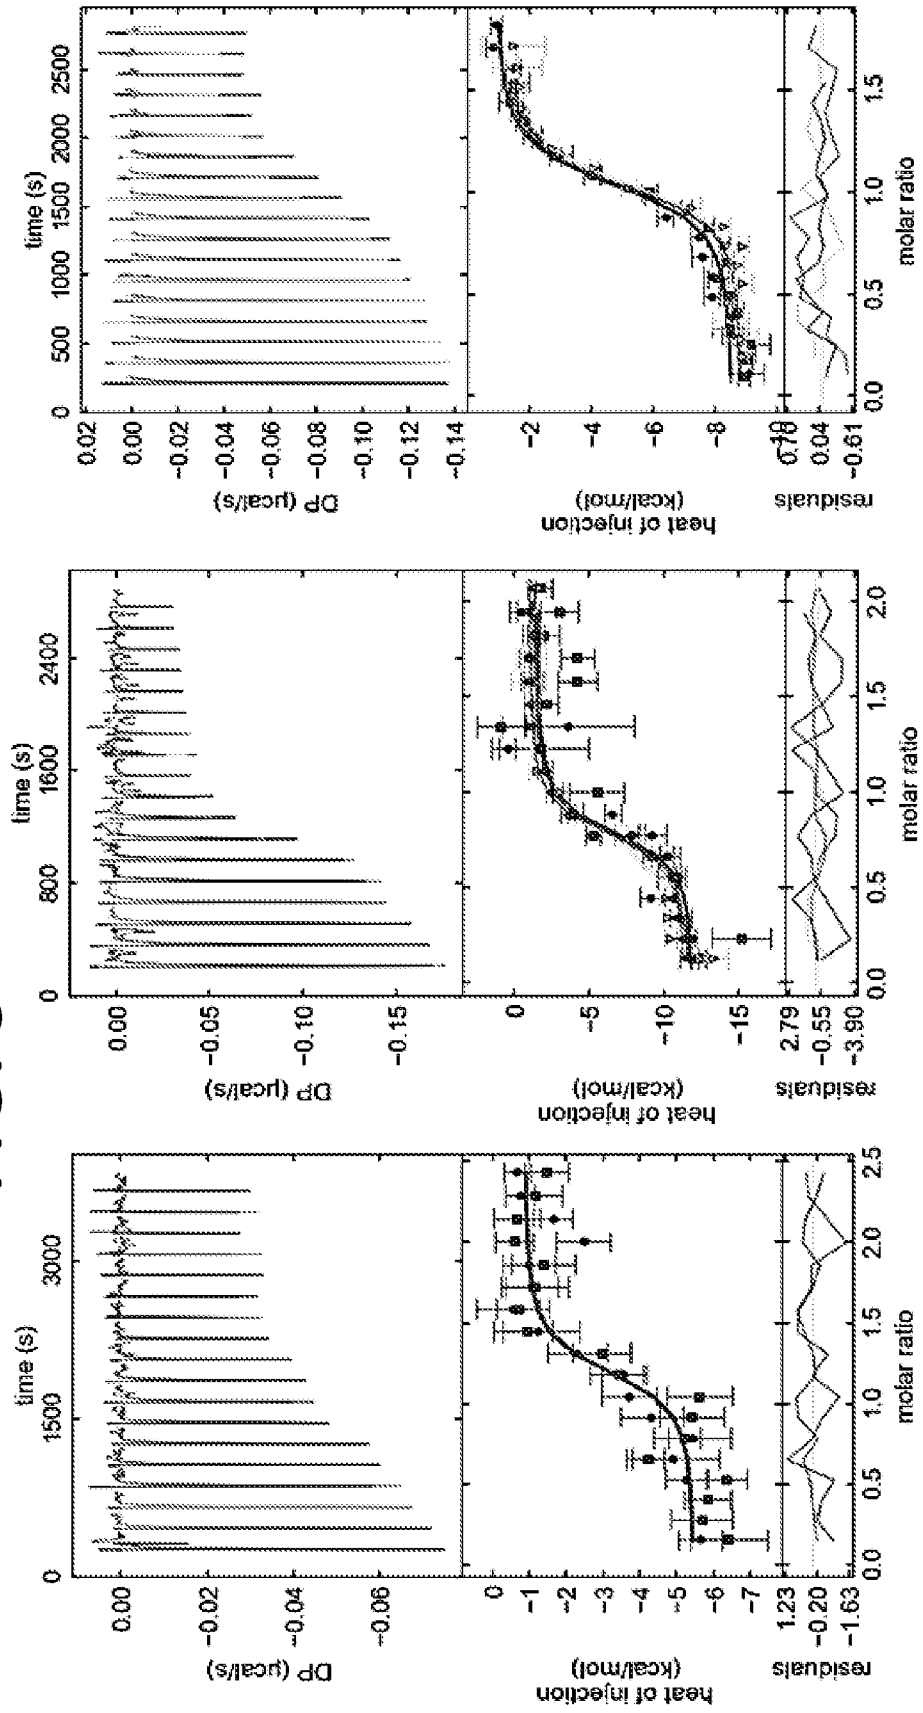 time (s)
0 1500 3000
0.00
−0.02
−0.04
−0.06
DP (µcal/s)
0
−1
−2
−3
−4
−5
−6
−7
heat of injection
(kcal/mol)
1.23
−0.20
−1.63
residuals
0.0 0.5 1.0 1.5 2.0 2.5
molar ratio
time (s)
0 800 1600 2400
0.00
−0.05
−0.10
−0.15
DP (µcal/s)
0
−5
−10
−15
heat of injection
(kcal/mol)
2.79
−0.55
−3.90
residuals
0.0 0.5 1.0 1.5 2.0
molar ratio
time (s)
0 500 1000 1500 2000 2500
0.02
0.00
−0.02
−0.04
−0.06
−0.08
−0.10
−0.12
−0.14
DP (µcal/s)
−2
−4
−6
−8
heat of injection
(kcal/mol)
0.04
−0.61
residuals
0.0 0.5 1.0 1.5
molar ratio